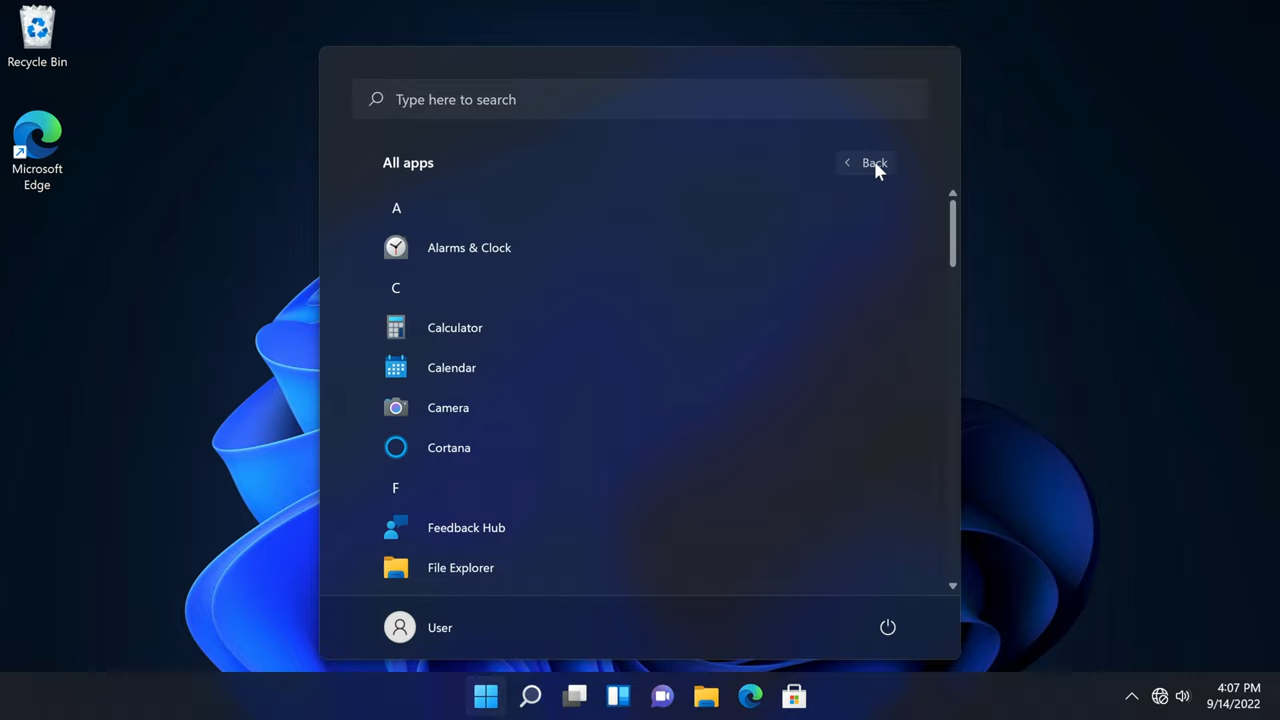 Recycle Bin
Microsoft
Edge
Type here to search
All apps
Back
A
Alarms & Clock
C
Calculator
Calendar
Camera
Cortana
F
Feedback Hub
File Explorer
User
4:07 PM
9/14/2022